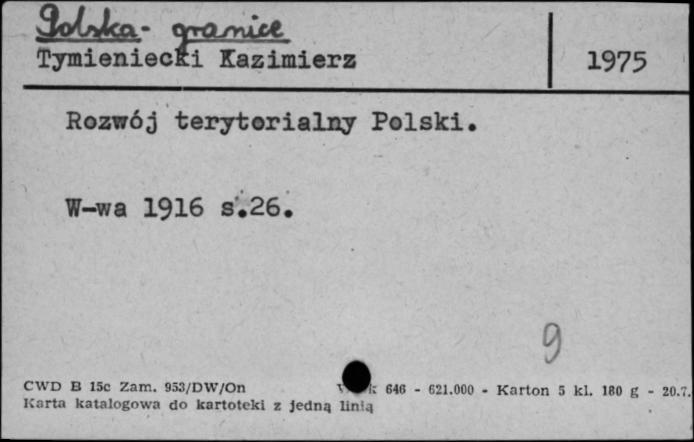 Polska - granice
Tymieniecki Kazimierz
1975
Rozwój terytorialny Polski.
W-wa 1916 s.26.
9
CWD B 15c Zam. 953/DW/On 646 - 621.000 - Karton 5 kl. 180 g - 20.7.
Karta katalogowa do kartoteki z jedną linią